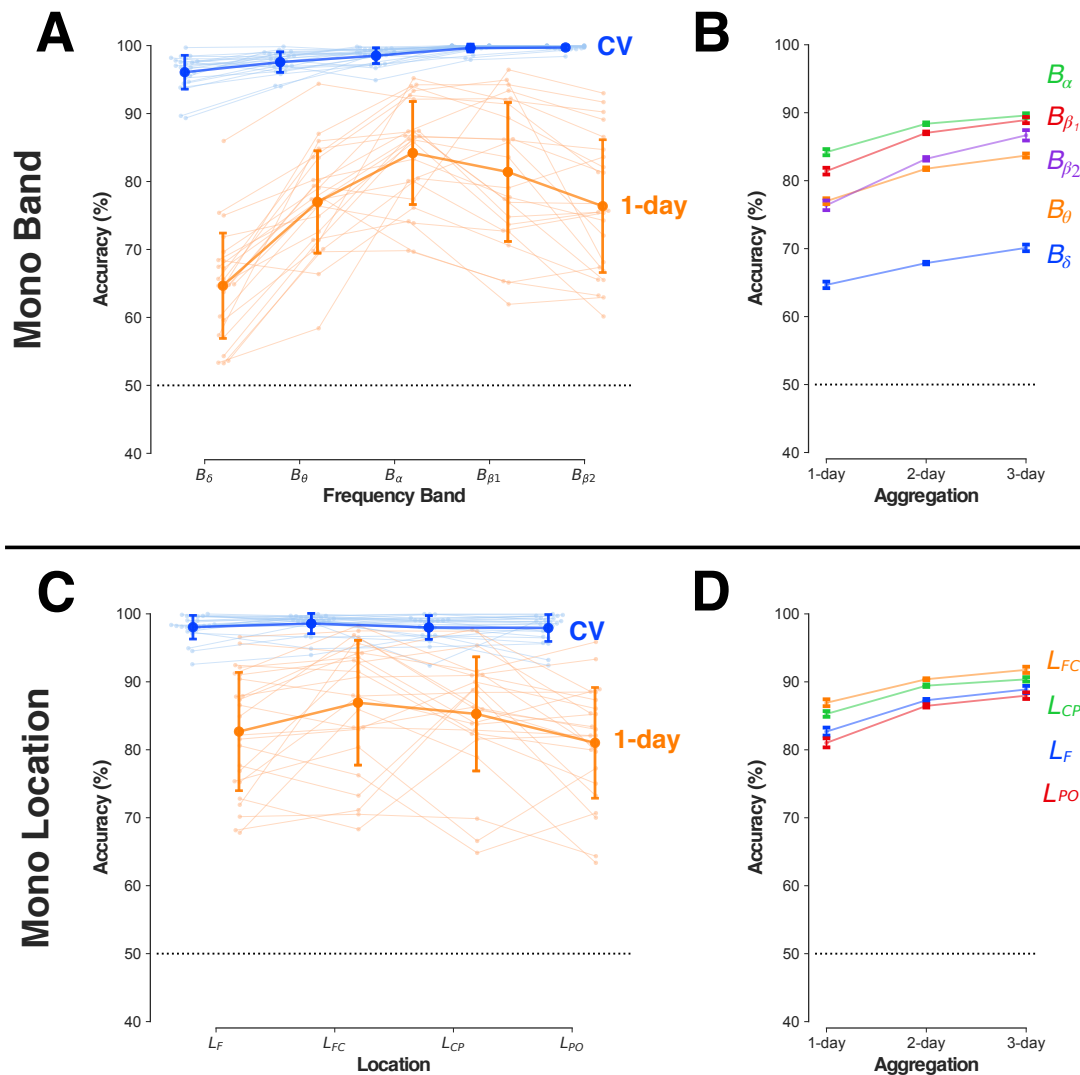 A
B
Mono Band
Accuracy (%)
100
90
80
70
60
50
40
CV
1-day
Bδ
Bθ
Bα
Bβ1
Bβ2
Frequency Band
Accuracy (%)
100
90
80
70
60
50
40
Bα
Bβ1
Bβ2
Bθ
Bδ
1-day
2-day
3-day
Aggregation
C
D
Mono Location
Accuracy (%)
100
90
80
70
60
50
40
CV
1-day
LF
LFC
LCP
LPO
Location
Accuracy (%)
100
90
80
70
60
50
40
LFC
LCP
LF
LPO
1-day
2-day
3-day
Aggregation